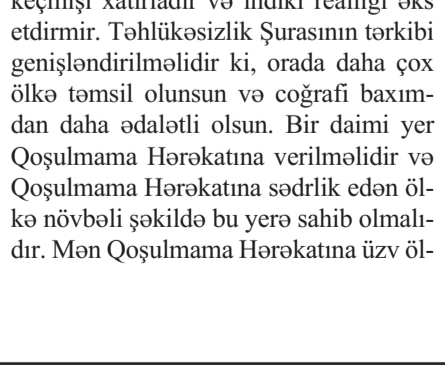 keçmişi xatırladır və indiki reallığı əks
etdirmir. Təhlükəsizlik Şurasının tərkibi
genişləndirilməlidir ki, orada daha çox
ölkə təmsil olunsun və coğrafi baxım-
dan daha ədalətli olsun. Bir daimi yer
Qoşulmama Hərəkatına verilməlidir və
Qoşulmama Hərəkatına sədrlik edən öl-
kə növbəli şəkildə bu yerə sahib olmalı-
dır. Mən Qoşulmama Hərəkatına üzv öl-